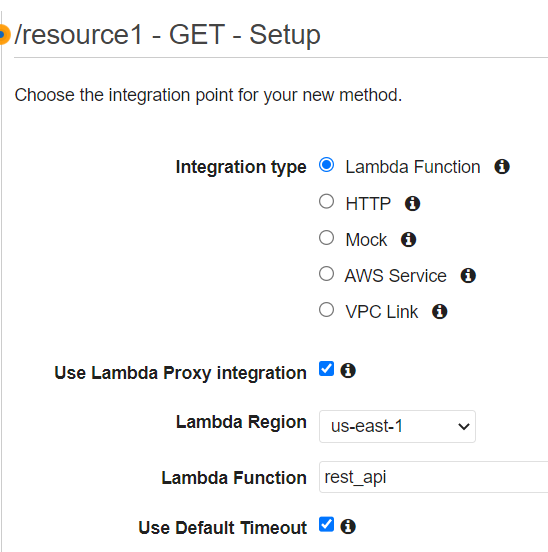 /resource1 - GET - Setup
Choose the integration point for your new method.
Integration type
Lambda Function
HTTP
Mock
AWS Service
VPC Link
Use Lambda Proxy integration
Lambda Region
us-east-1
Lambda Function
rest_api
Use Default Timeout